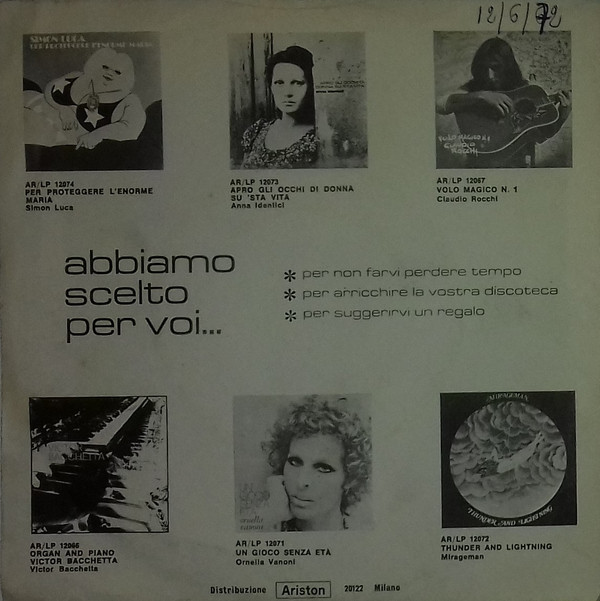 12/6/72
SIMON LUCA
PER PROTEGGERE L'ENORME MARIA
VOLO MAGICO N.1
CLAUDIO
ROCCHI
AR/LP 12074
PER PROTEGGERE L'ENORME
MARIA
Simon Luca
AR/LP 12073
APRO GLI OCCHI DI DONNA
SU 'STA VITA
Anna Identici
AR/LP 12067
VOLO MAGICO N. 1
Claudio Rocchi
abbiamo
scelto
per voi...
* per non farvi perdere tempo
* per arricchire la vostra discoteca
* per suggerirvi un regalo
ornella
vanoni
MIRAGEMAN
THUNDER AND LIGHTNING
AR/LP 12066
ORGAN AND PIANO
VICTOR BACCHETTA
Victor Bacchetta
AR/LP 12071
UN GIOCO SENZA ETÀ
Ornella Vanoni
AR/LP 12072
THUNDER AND LIGHTNING
Mirageman
Distribuzione Ariston 20122 Milano